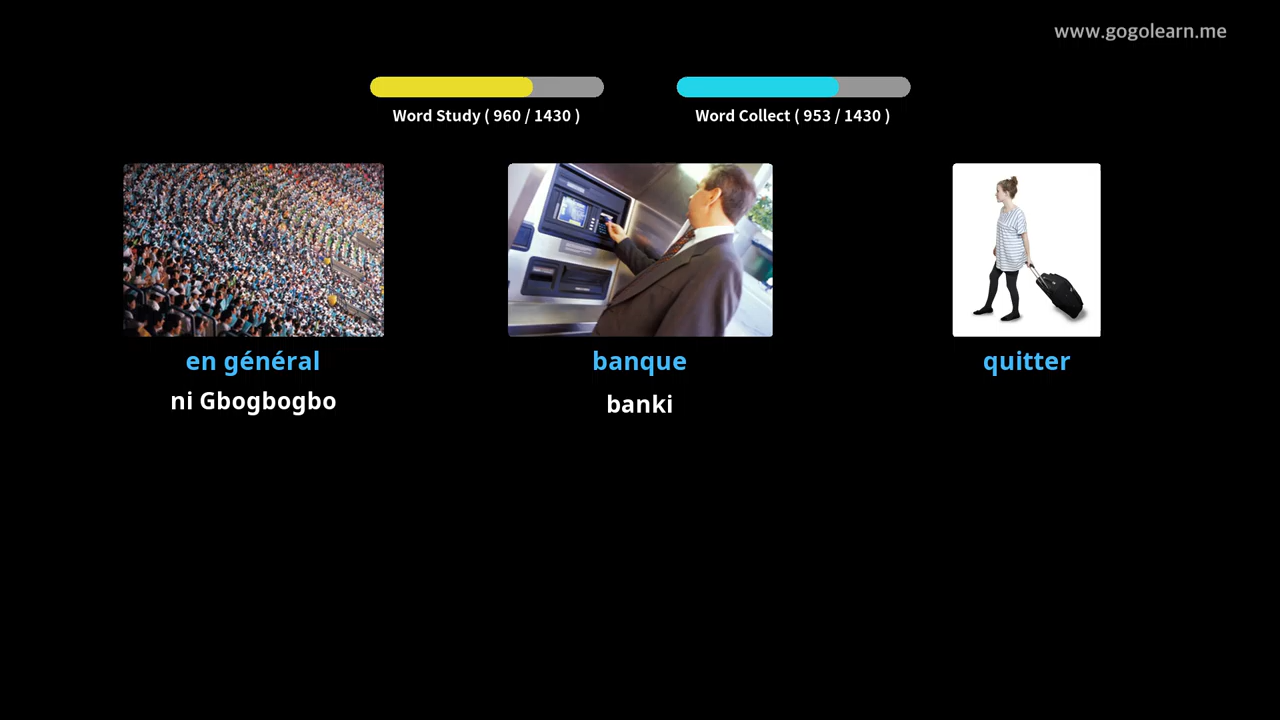 www.gogolearn.me
Word Study ( 960 / 1430 )
Word Collect ( 953 / 1430 )
en général
banque
quitter
ni Gbogbogbo
banki